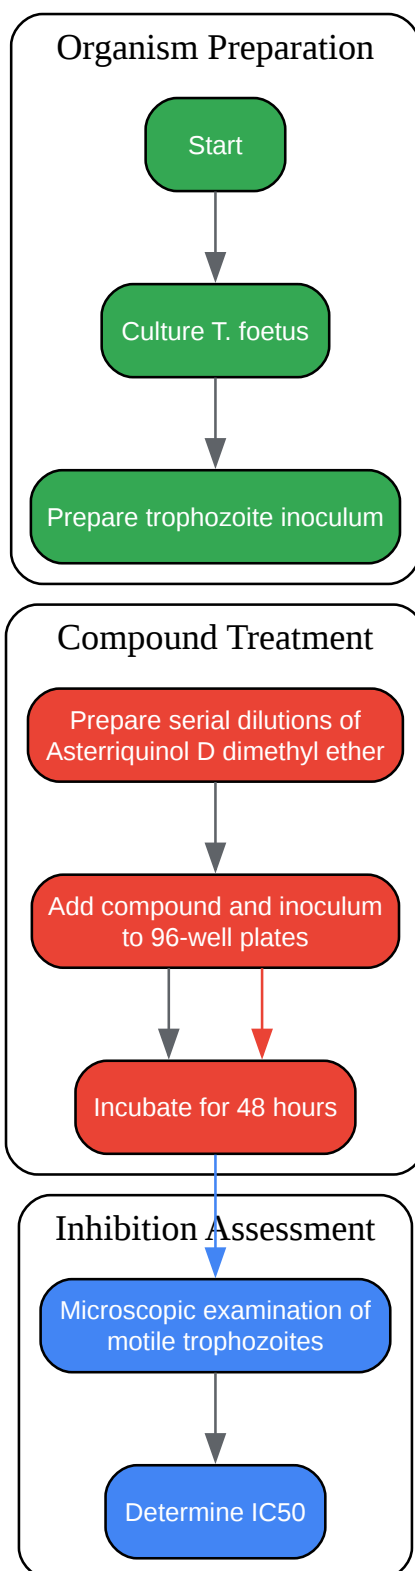 Organism Preparation
Start
Culture T. foetus
Prepare trophozoite inoculum
Compound Treatment
Prepare serial dilutions of
Asterriquinol D dimethyl ether
Add compound and inoculum
to 96-well plates
Incubate for 48 hours
Inhibition Assessment
Microscopic examination of
motile trophozoites
Determine IC50